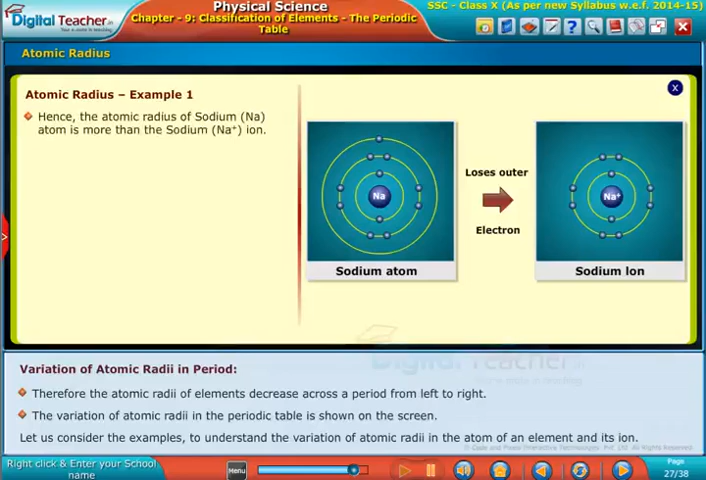 Digital Teacher.in
Physical Science
Chapter - 9: Classification of Elements - The Periodic
Table
SSC - Class X (As per new Syllabus w.e.f. 2014-15)
Atomic Radius
Atomic Radius – Example 1
Hence, the atomic radius of Sodium (Na)
atom is more than the Sodium (Na⁺) ion.
x
Na
Sodium atom
Loses outer
Electron
Na⁺
Sodium Ion
Digital Teacher.in
Variation of Atomic Radii in Period:
Therefore the atomic radii of elements decrease across a period from left to right.
The variation of atomic radii in the periodic table is shown on the screen.
Let us consider the examples, to understand the variation of atomic radii in the atom of an element and its ion.
Right click & Enter your School
name
Menu
Page
27/38